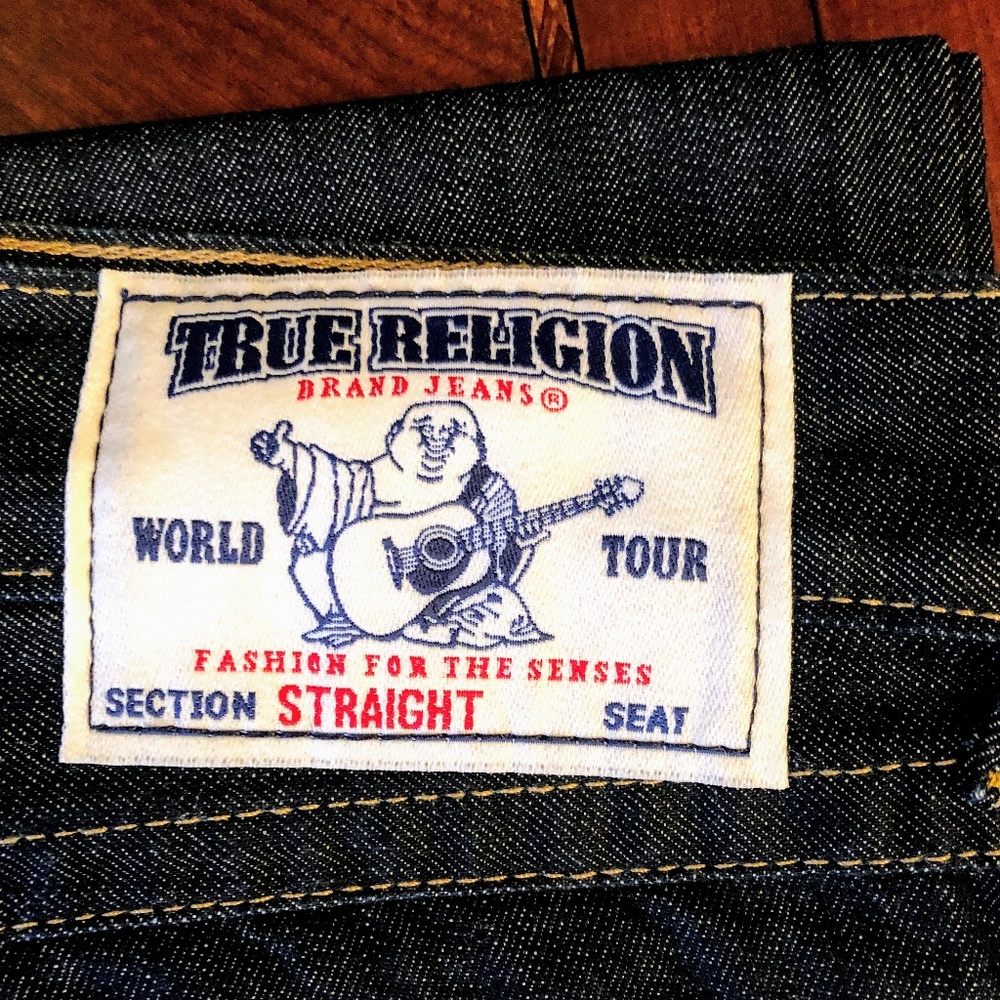 TRUE RELIGION
BRAND JEANS®
WORLD TOUR
FASHION FOR THE SENSES
SECTION STRAIGHT SEAT